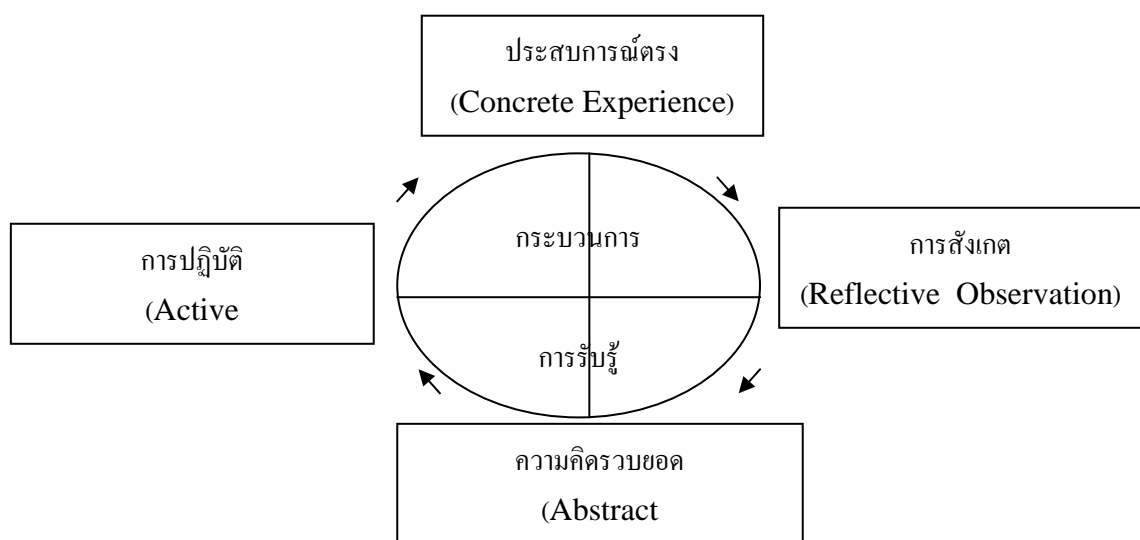 ประสบการณ์ตรง
(Concrete Experience)
กระบวนการ
การสังเกต
(Reflective Observation)
การปฏิบัติ
(Active
การรับรู้
ความคิดรวบยอด
(Abstract